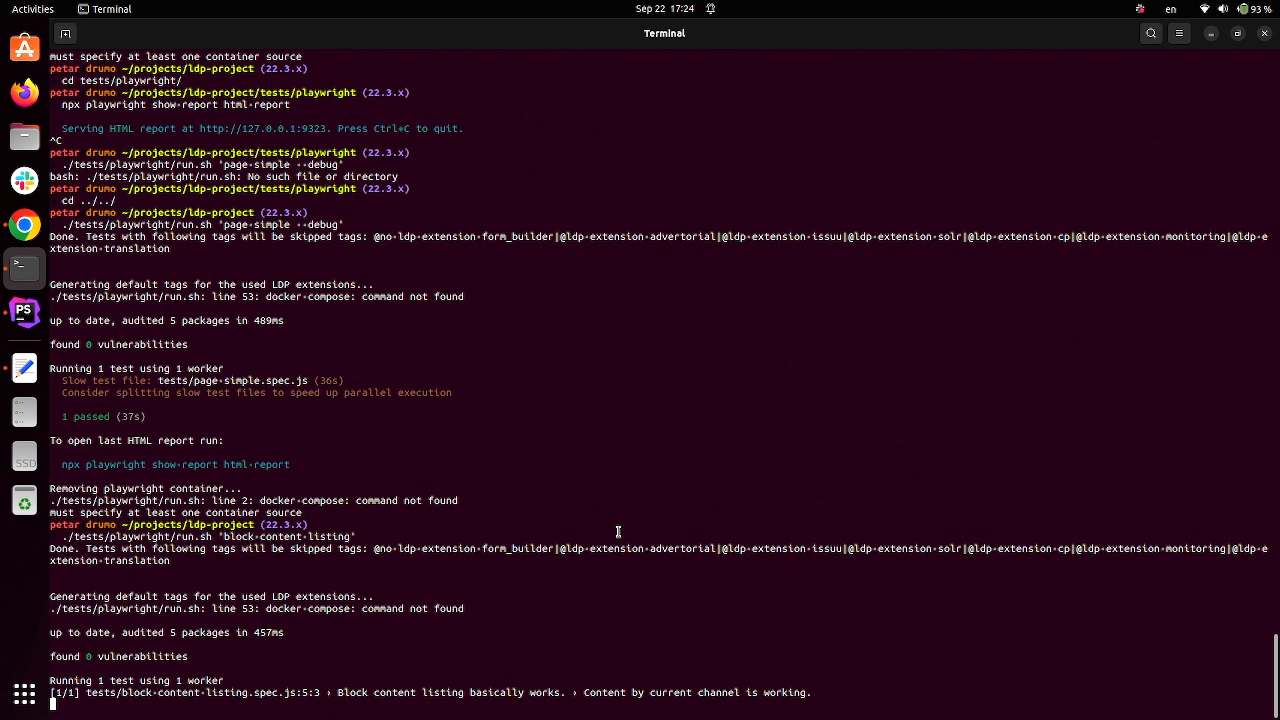 Activities
Terminal
Sep 22 17:24
en
93 %
Terminal
must specify at least one container source
petar drumo ~/projects/ldp-project (22.3.x)
cd tests/playwright/
petar drumo ~/projects/ldp-project/tests/playwright (22.3.x)
npx playwright show-report html-report
Serving HTML report at http://127.0.0.1:9323. Press Ctrl+C to quit.
^C
petar drumo ~/projects/ldp-project/tests/playwright (22.3.x)
./tests/playwright/run.sh 'page-simple --debug'
bash: ./tests/playwright/run.sh: No such file or directory
petar drumo ~/projects/ldp-project/tests/playwright (22.3.x)
cd ../../
petar drumo ~/projects/ldp-project (22.3.x)
./tests/playwright/run.sh 'page-simple --debug'
Done. Tests with following tags will be skipped tags: @no-ldp-extension-form_builder|@ldp-extension-advertorial|@ldp-extension-issuu|@ldp-extension-solr|@ldp-extension-cp|@ldp-extension-monitoring|@ldp-e
xtension-translation
Generating default tags for the used LDP extensions...
./tests/playwright/run.sh: line 53: docker-compose: command not found
up to date, audited 5 packages in 489ms
found 0 vulnerabilities
Running 1 test using 1 worker
Slow test file: tests/page-simple.spec.js (36s)
Consider splitting slow test files to speed up parallel execution
1 passed (37s)
To open last HTML report run:
npx playwright show-report html-report
Removing playwright container...
./tests/playwright/run.sh: line 2: docker-compose: command not found
must specify at least one container source
petar drumo ~/projects/ldp-project (22.3.x)
./tests/playwright/run.sh 'block-content-listing'
Done. Tests with following tags will be skipped tags: @no-ldp-extension-form_builder|@ldp-extension-advertorial|@ldp-extension-issuu|@ldp-extension-solr|@ldp-extension-cp|@ldp-extension-monitoring|@ldp-e
xtension-translation
Generating default tags for the used LDP extensions...
./tests/playwright/run.sh: line 53: docker-compose: command not found
up to date, audited 5 packages in 457ms
found 0 vulnerabilities
Running 1 test using 1 worker
[1/1] tests/block-content-listing.spec.js:5:3 › Block content listing basically works. › Content by current channel is working.
PS
SSD